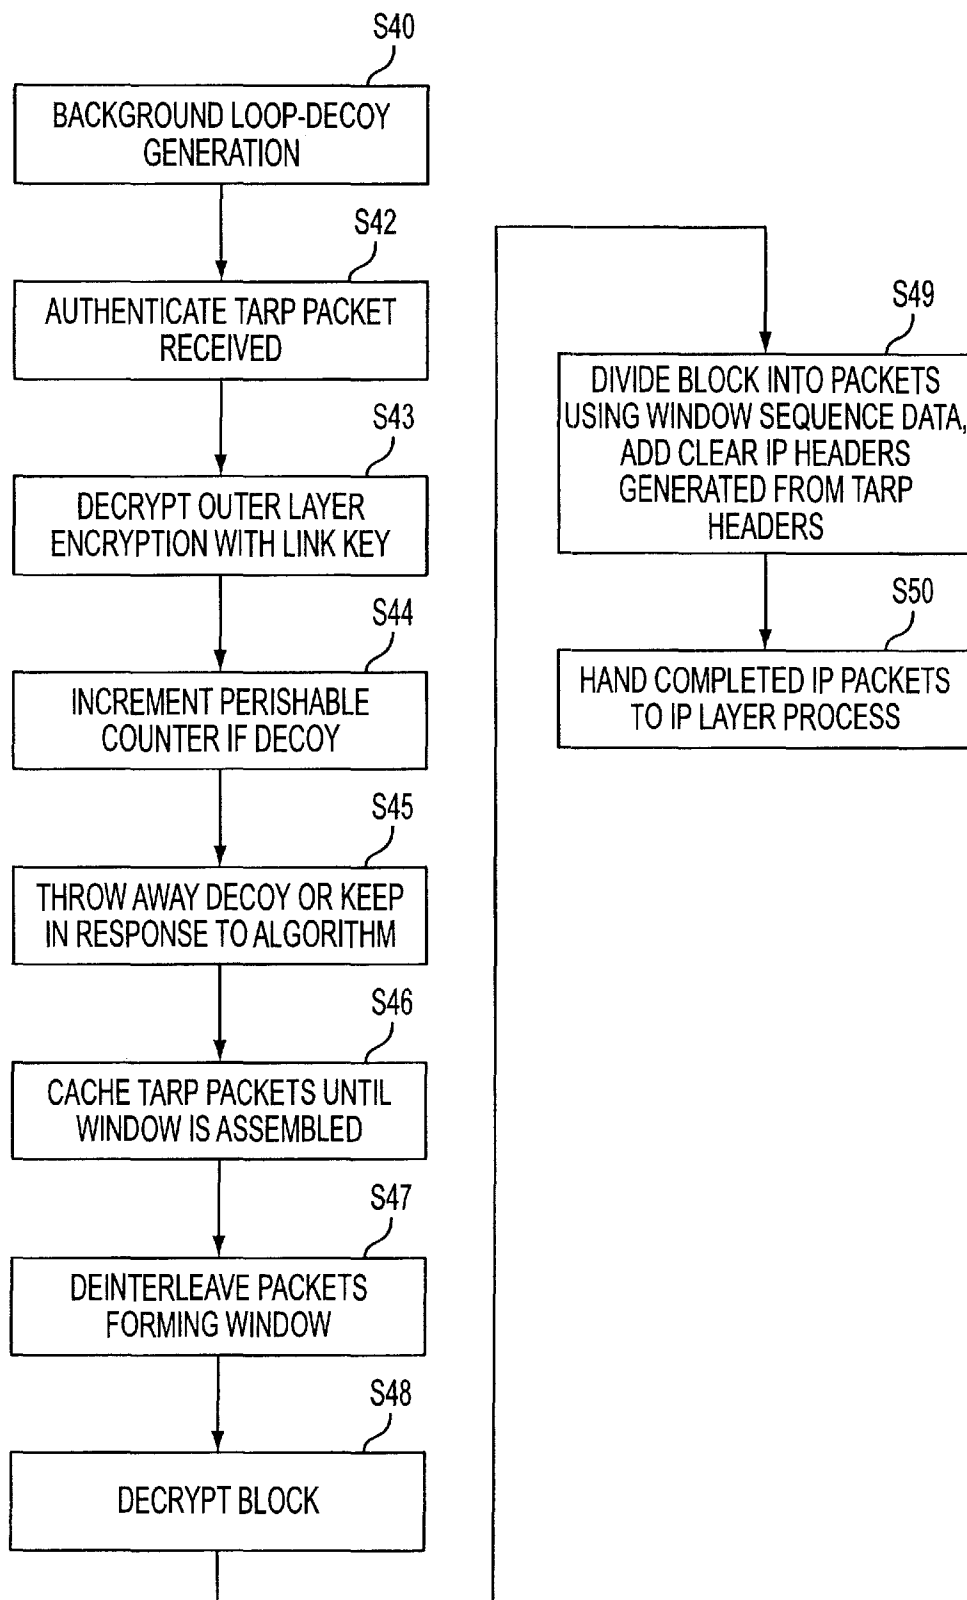 S40
BACKGROUND LOOP-DECOY
GENERATION
S42
AUTHENTICATE TARP PACKET
RECEIVED
S43
DECRYPT OUTER LAYER
ENCRYPTION WITH LINK KEY
S44
INCREMENT PERISHABLE
COUNTER IF DECOY
S45
THROW AWAY DECOY OR KEEP
IN RESPONSE TO ALGORITHM
S46
CACHE TARP PACKETS UNTIL
WINDOW IS ASSEMBLED
S47
DEINTERLEAVE PACKETS
FORMING WINDOW
S48
DECRYPT BLOCK
S49
DIVIDE BLOCK INTO PACKETS
USING WINDOW SEQUENCE DATA,
ADD CLEAR IP HEADERS
GENERATED FROM TARP
HEADERS
S50
HAND COMPLETED IP PACKETS
TO IP LAYER PROCESS